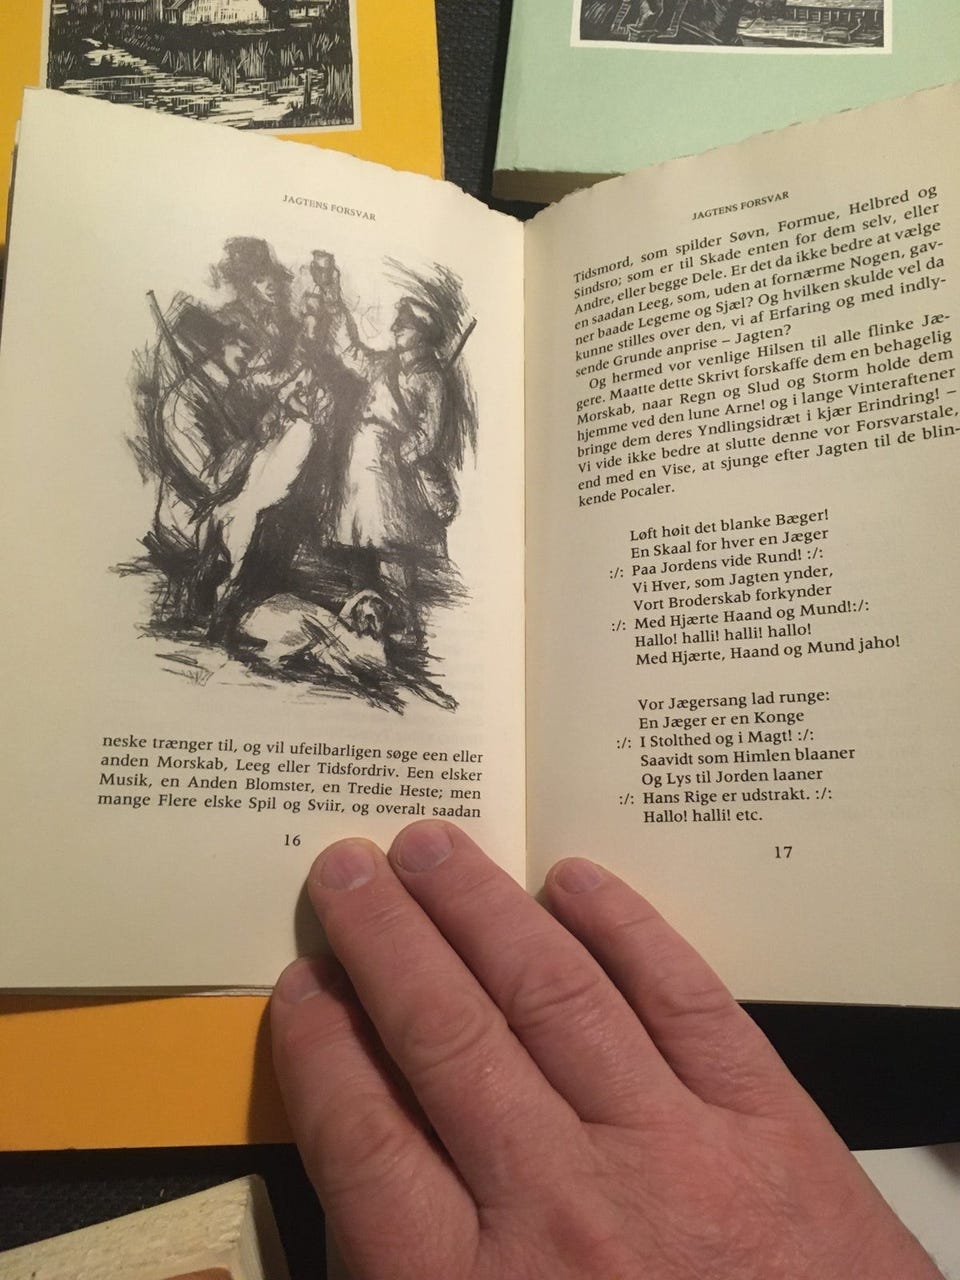 JAGTENS FORSVAR
neske trænger til, og vil ufeilbarligen søge een eller
anden Morskab, Leeg eller Tidsfordriv. Een elsker
Musik, en Anden Blomster, en Tredie Heste; men
mange Flere elske Spil og Sviir, og overalt saadan
16
JAGTENS FORSVAR
Tidsmord, som spilder Søvn, Formue, Helbred og
Sindsro; som er til Skade enten for dem selv, eller
Andre, eller begge Dele. Er det da ikke bedre at vælge
en saadan Leeg, som, uden at fornærme Nogen, gav-
ner baade Legeme og Sjæl? Og hvilken skulde vel da
kunne stilles over den, vi af Erfaring og med indly-
sende Grunde anprise – Jagten?
Og hermed vor venlige Hilsen til alle flinke Jæ-
gere. Maatte dette Skrivt forskaffe dem en behagelig
Morskab, naar Regn og Slud og Storm holde dem
hjemme ved den lune Arne! og i lange Vinteraftener
bringe dem deres Yndlingsidræt i kjær Erindring! –
Vi vide ikke bedre at slutte denne vor Forsvarstale,
end med en Vise, at sjunge efter Jagten til de blin-
kende Pocaler.
Løft høit det blanke Bæger!
En Skaal for hver en Jæger
:/: Paa Jordens vide Rund! :/:
Vi Hver, som Jagten ynder,
Vort Broderskab forkynder
:/: Med Hjærte Haand og Mund!:/:
Hallo! halli! halli! hallo!
Med Hjærte, Haand og Mund jaho!
Vor Jægersang lad runge:
En Jæger er en Konge
:/: I Stolthed og i Magt! :/:
Saavidt som Himlen blaaner
Og Lys til Jorden laaner
:/: Hans Rige er udstrakt. :/:
Hallo! halli! etc.
17